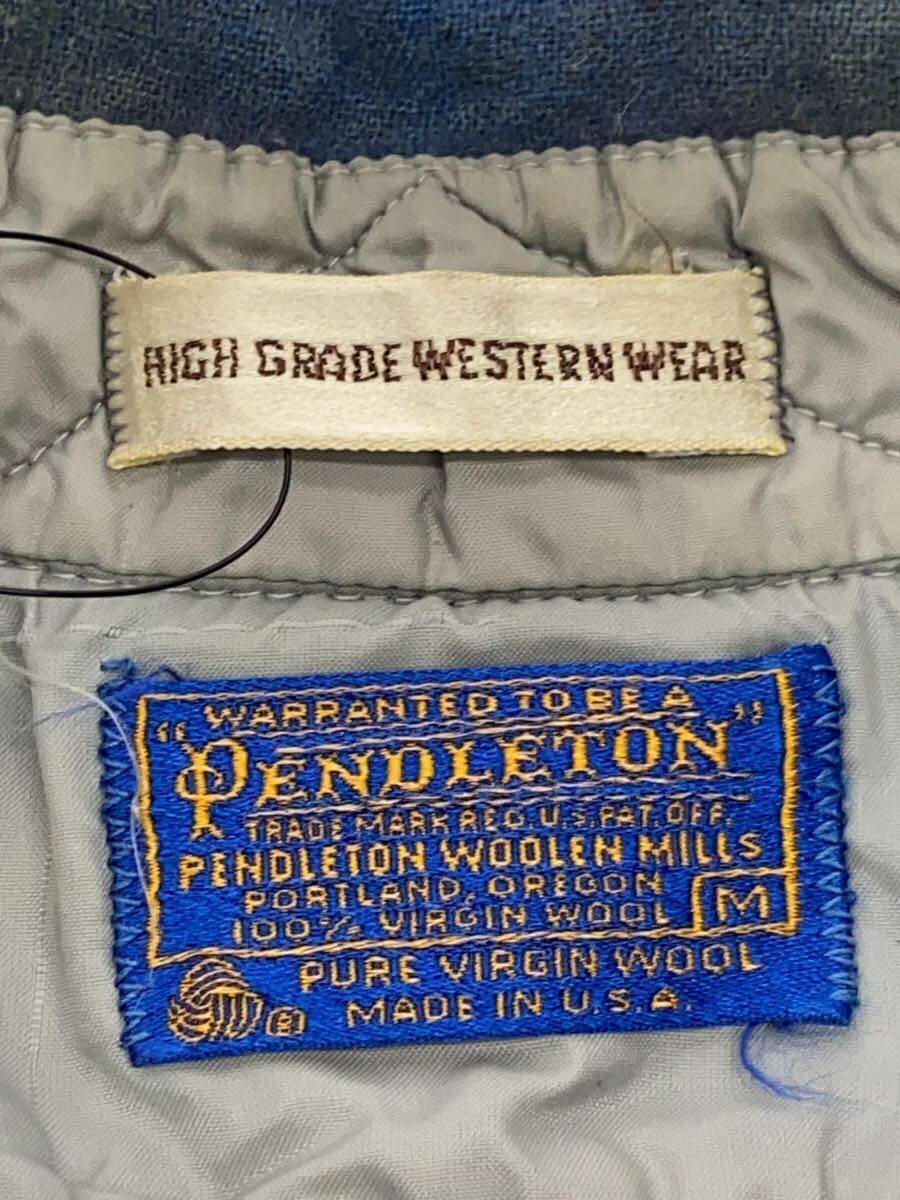 HIGH GRADE WESTERN WEAR
"WARRANTED TO BE A
PENDLETON"
TRADE MARK REG. U.S. PAT. OFF.
PENDLETON WOOLEN MILLS
PORTLAND, OREGON
100% VIRGIN WOOL
M
PURE VIRGIN WOOL
® MADE IN U.S.A.